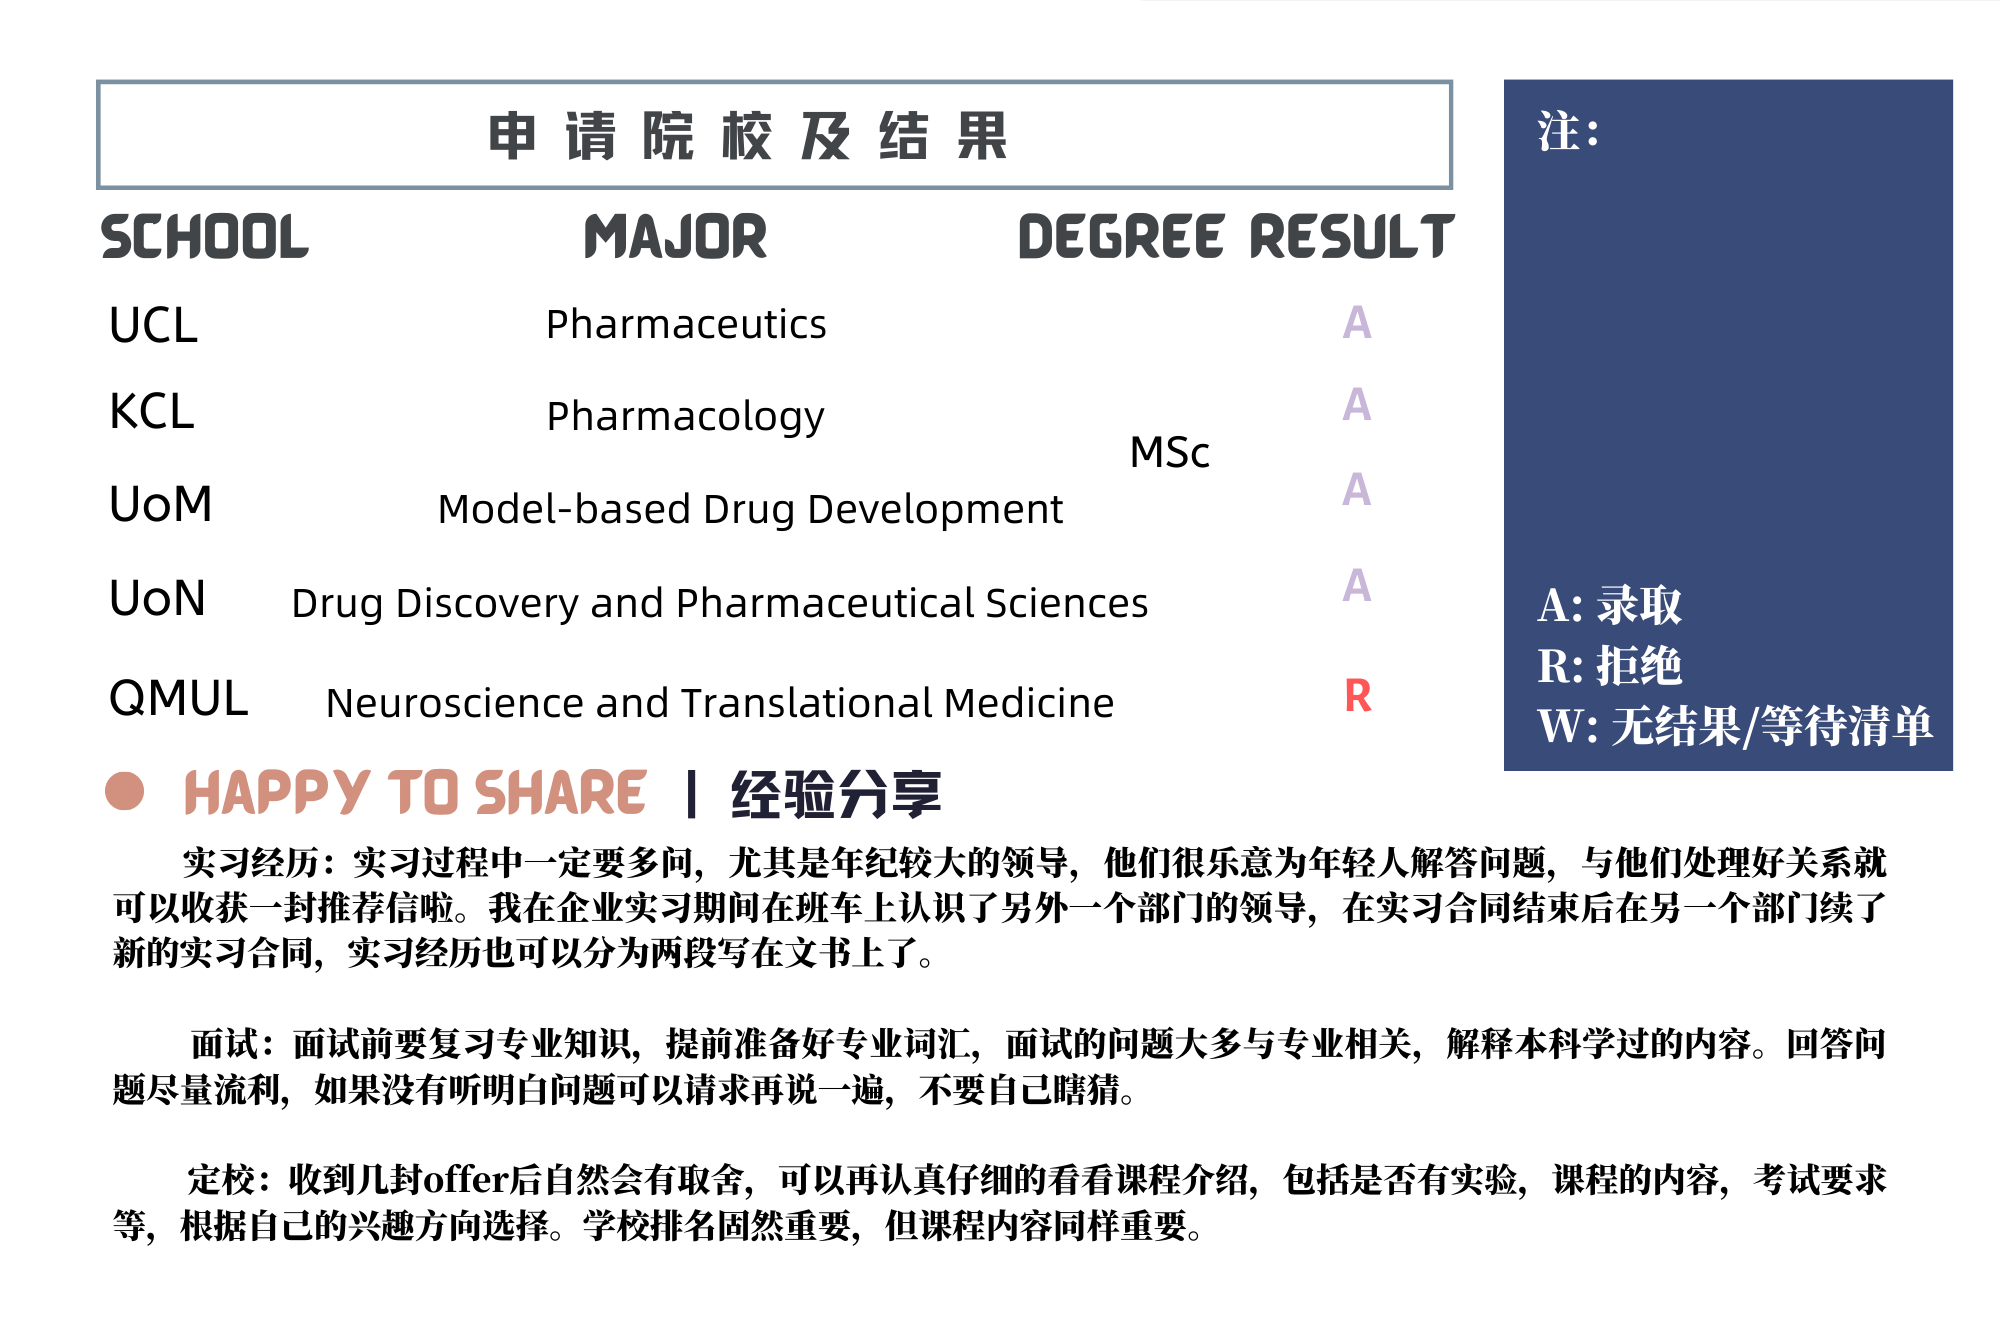 申请院校及结果
SCHOOL MAJOR DEGREE RESULT
UCL Pharmaceutics A
KCL Pharmacology A
MSc
UoM Model-based Drug Development A
UoN Drug Discovery and Pharmaceutical Sciences A
QMUL Neuroscience and Translational Medicine R
注：
A: 录取
R: 拒绝
W: 无结果/等待清单
HAPPY TO SHARE | 经验分享
实习经历：实习过程中一定要多问，尤其是年纪较大的领导，他们很乐意为年轻人解答问题，与他们处理好关系就
可以收获一封推荐信啦。我在企业实习期间在班车上认识了另外一个部门的领导，在实习合同结束后在另一个部门续了
新的实习合同，实习经历也可以分为两段写在文书上了。
面试：面试前要复习专业知识，提前准备好专业词汇，面试的问题大多与专业相关，解释本科学过的内容。回答问
题尽量流利，如果没有听明白问题可以请求再说一遍，不要自己瞎猜。
定校：收到几封offer后自然会有取舍，可以再认真仔细的看看课程介绍，包括是否有实验，课程的内容，考试要求
等，根据自己的兴趣方向选择。学校排名固然重要，但课程内容同样重要。